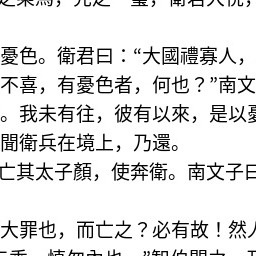 憂色。衛君曰：“大國禮寡人，
不喜，有憂色者，何也？”南文
。我未有往，彼有以來，是以憂
聞衛兵在境上，乃還。
亡其太子顏，使奔衛。南文子曰
大罪也，而亡之？必有故！然人